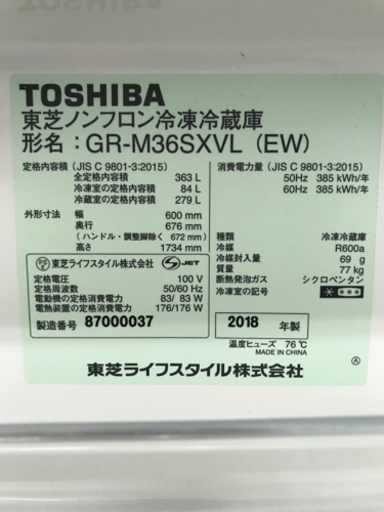 TOSHIBA
東芝ノンフロン冷凍冷蔵庫
形名：GR-M36SXVL (EW)
定格内容積 (JIS C 9801-3:2015)
全定格内容積 363 L
冷凍室の定格内容積 84 L
冷蔵室の定格内容積 279 L
外形寸法 幅 600 mm
奥行 676 mm
(ハンドル・調整脚除く 672 mm)
高さ 1734 mm
消費電力量 (JIS C 9801-3:2015)
50Hz 385 kWh/年
60Hz 385 kWh/年
種類 冷凍冷蔵庫
冷媒 R600a
冷媒封入量 69 g
質量 77 kg
断熱発泡ガス シクロペンタン
冷凍室の記号
PS E 東芝ライフスタイル株式会社 S JET
定格電圧 100 V
定格周波数 50/60 Hz
電動機の定格消費電力 83/ 83 W
電熱装置の定格消費電力 176/176 W
製造番号 87000037
2018 年製
温度ヒューズ 76℃
MADE IN CHINA
東芝ライフスタイル株式会社
Ⓐ